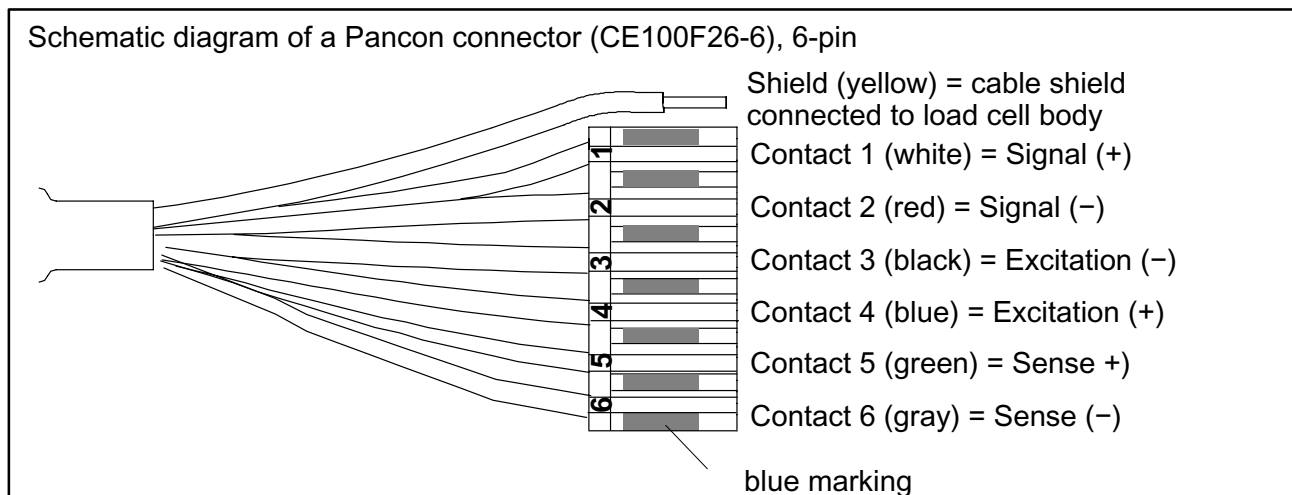 Schematic diagram of a Pancon connector (CE100F26-6), 6-pin
Shield (yellow) = cable shield
connected to load cell body
1
Contact 1 (white) = Signal (+)
2
Contact 2 (red) = Signal (−)
3
Contact 3 (black) = Excitation (−)
4
Contact 4 (blue) = Excitation (+)
5
Contact 5 (green) = Sense +)
6
Contact 6 (gray) = Sense (−)
blue marking